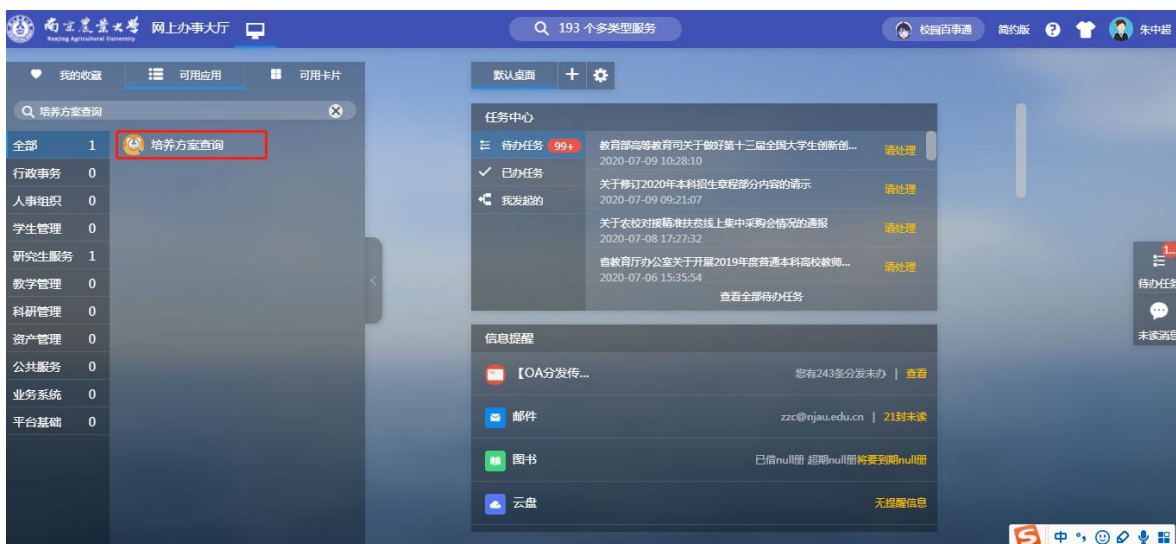 南京农业大学 网上办事大厅
Nanjing Agricultural University
193 个多类型服务
校园百事通 简约版 朱中超
我的收藏 可用应用 可用卡片
培养方案查询
全部 1
行政事务 0
人事组织 0
学生管理 0
研究生服务 1
教学管理 0
科研管理 0
资产管理 0
公共服务 0
业务系统 0
平台基础 0
培养方案查询
默认桌面
任务中心
待办任务 99+
已办任务
我发起的
教育部高等教育司关于做好第十三届全国大学生创新创... 请处理
2020-07-09 10:28:10
关于修订2020年本科招生章程部分内容的请示 请处理
2020-07-09 09:21:07
关于农校对接精准扶贫线上集中采购会情况的通报 请处理
2020-07-08 17:27:32
省教育厅办公室关于开展2019年度普通本科高校教师... 请处理
2020-07-06 15:35:54
查看全部待办任务
信息提醒
【OA分发传... 您有243条分发未办 | 查看
邮件 zzc@njau.edu.cn | 21封未读
图书 已借null册 超期null册将要到期null册
云盘 无提醒信息
1...
待办任务
未读消息
中